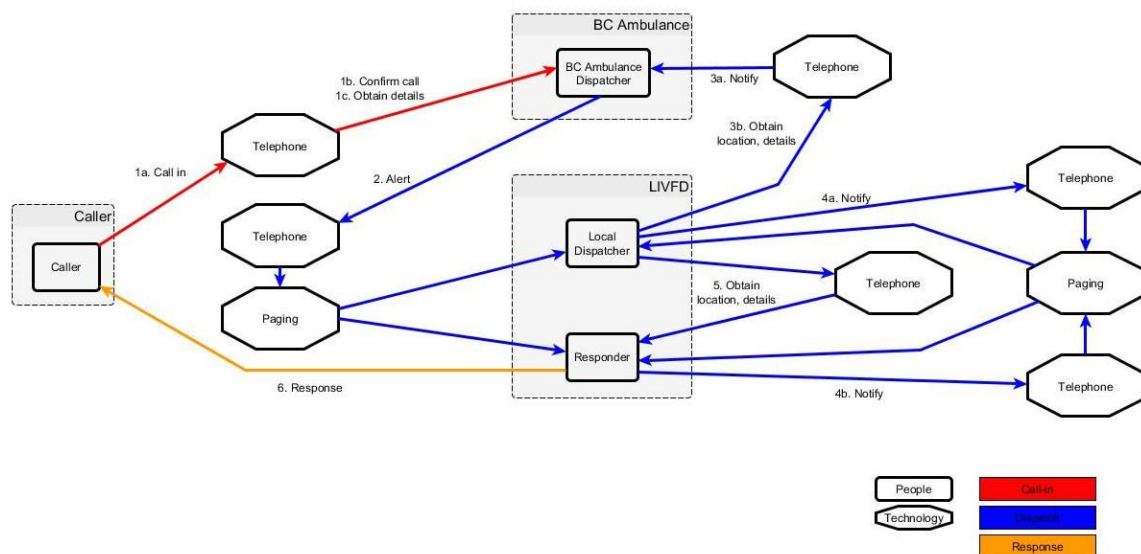 BC Ambulance
BC Ambulance
Dispatcher
Telephone
3a. Notify
1b. Confirm call
1c. Obtain details
Telephone
3b. Obtain
location, details
1a. Call in
2. Alert
LIVFD
Telephone
4a. Notify
Caller
Caller
Telephone
Local
Dispatcher
5. Obtain
location, details
Telephone
Paging
Paging
Responder
6. Response
4b. Notify
Telephone
People
Call-in
Technology
Dispatch
Response